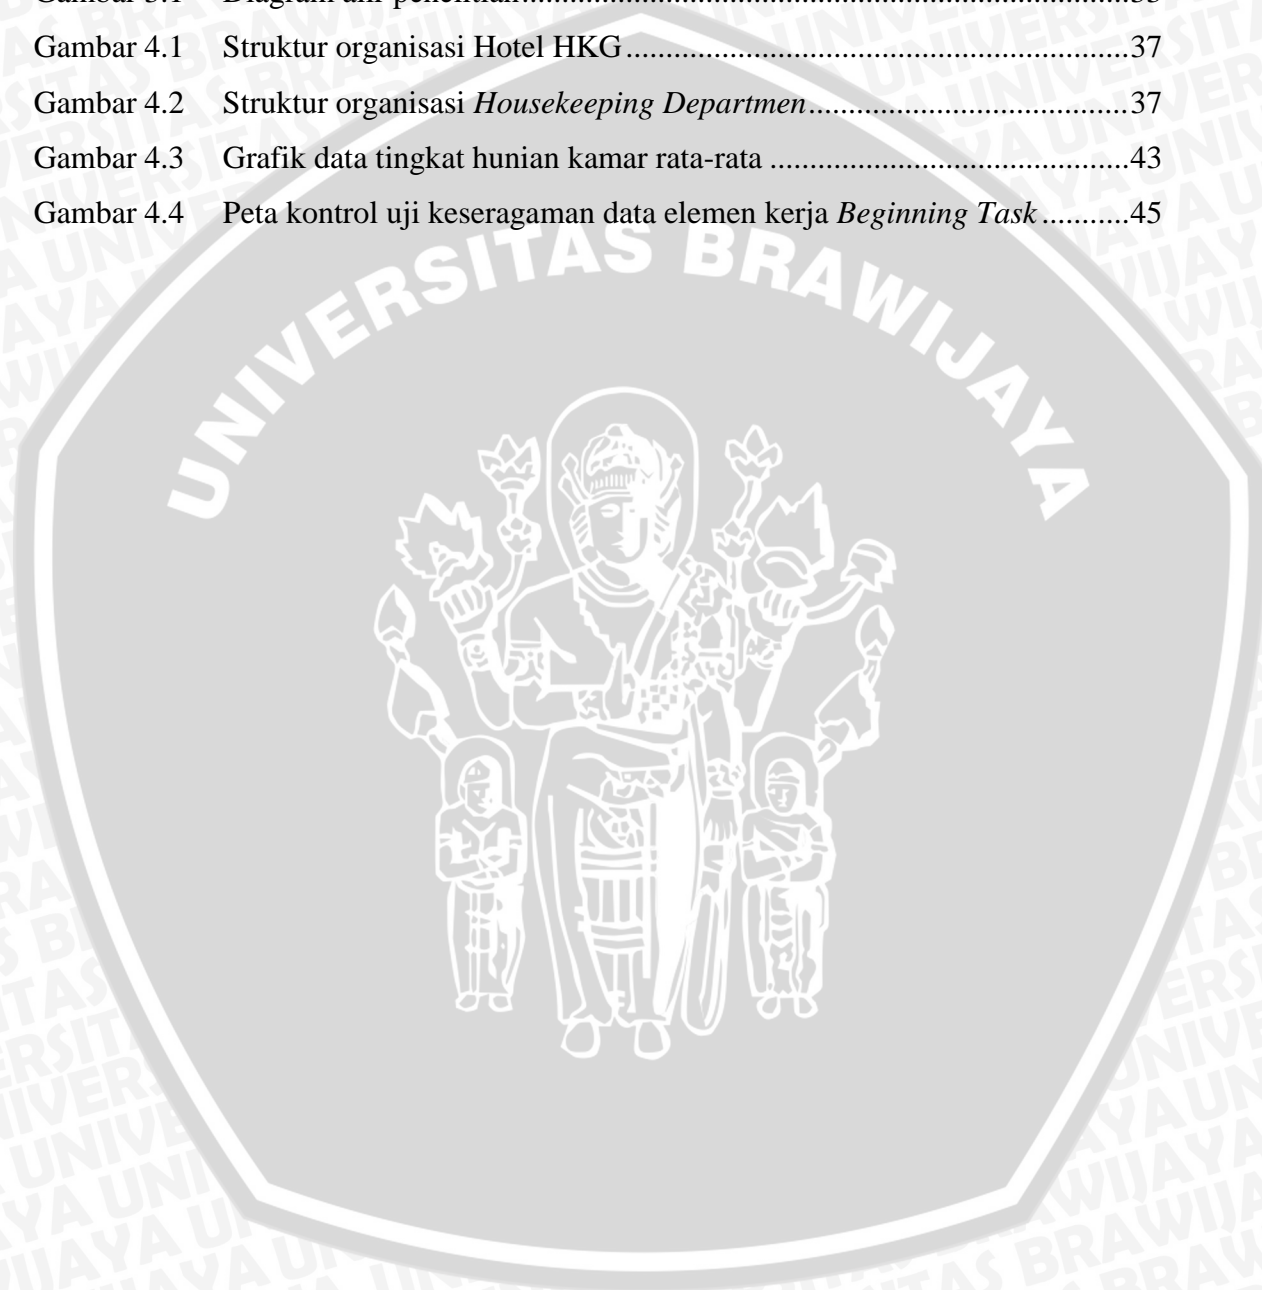 Gambar 4.1 Struktur organisasi Hotel HKG................................................................37
Gambar 4.2 Struktur organisasi Housekeeping Departmen.........................................37
Gambar 4.3 Grafik data tingkat hunian kamar rata-rata ..............................................43
Gambar 4.4 Peta kontrol uji keseragaman data elemen kerja Beginning Task ...........45
UNIVERSITAS BRAWIJAYA